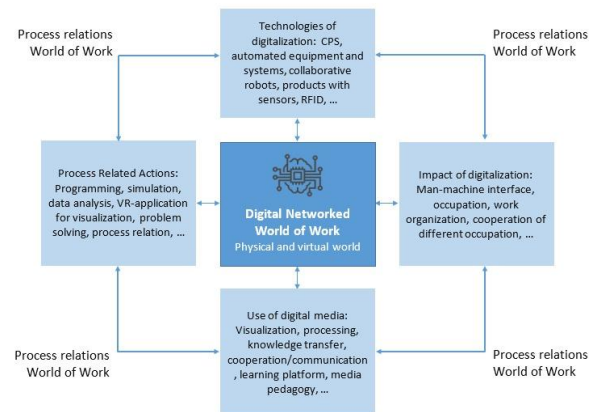 Process relations
World of Work
Technologies of
digitalization: CPS,
automated equipment and
systems, collaborative
robots, products with
sensors, RFID, ...
Process relations
World of Work
Process Related Actions:
Programming, simulation,
data analysis, VR-application
for visualization, problem
solving, process relation, ...
Digital Networked
World of Work
Physical and virtual world
Impact of digitalization:
Man-machine interface,
occupation, work
organization, cooperation of
different occupation, ...
Process relations
World of Work
Use of digital media:
Visualization, processing,
knowledge transfer,
cooperation/communication
, learning platform, media
pedagogy, ...
Process relations
World of Work